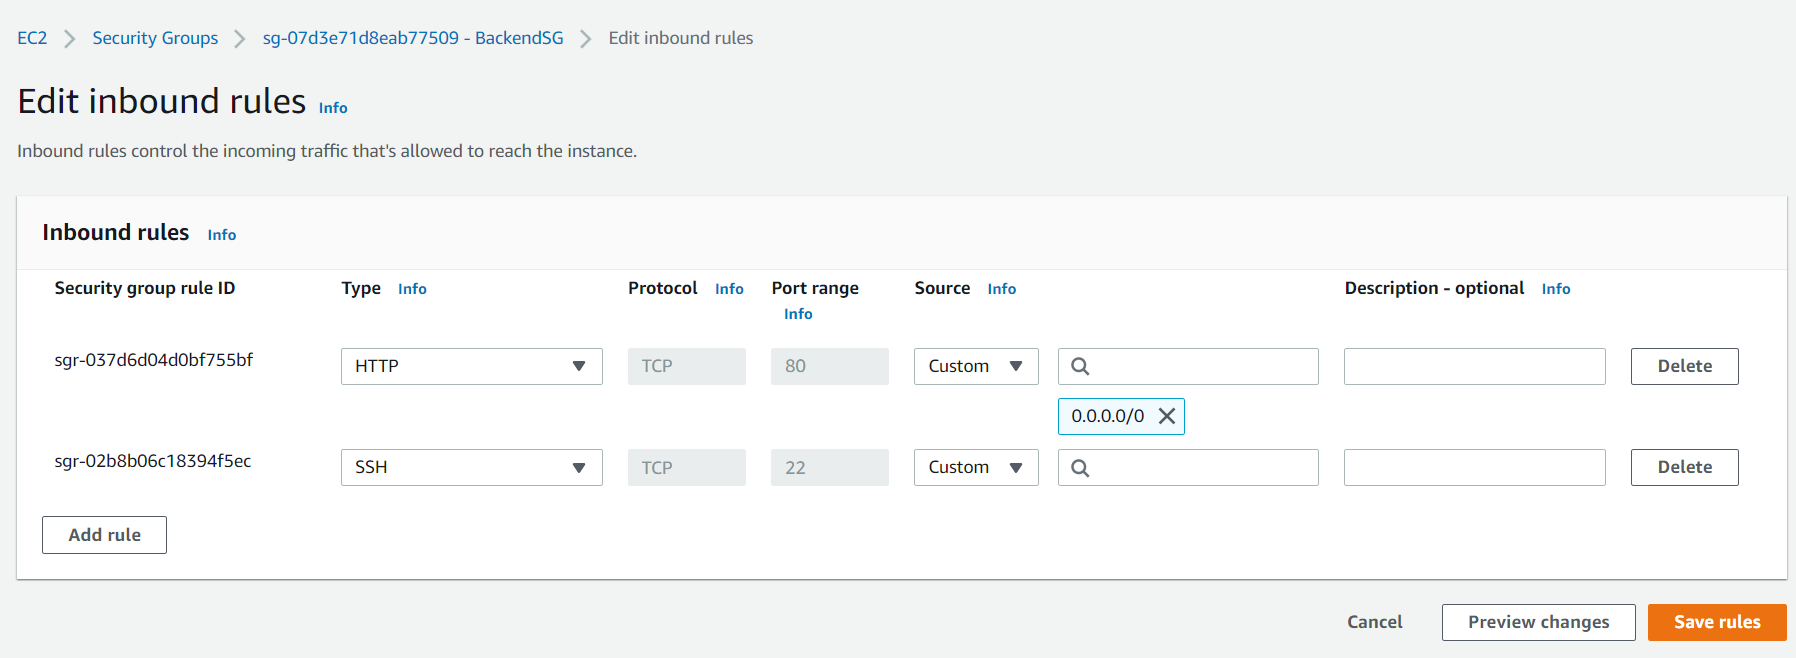 EC2 > Security Groups > sg-07d3e71d8eab77509 - BackendSG > Edit inbound rules
Edit inbound rules Info
Inbound rules control the incoming traffic that's allowed to reach the instance.
Inbound rules Info
Security group rule ID Type Info Protocol Info Port range Info Source Info Description - optional Info
sgr-037d6d04d0bf755bf HTTP TCP 80 Custom Delete
0.0.0.0/0
sgr-02b8b06c18394f5ec SSH TCP 22 Custom Delete
Add rule
Cancel Preview changes Save rules